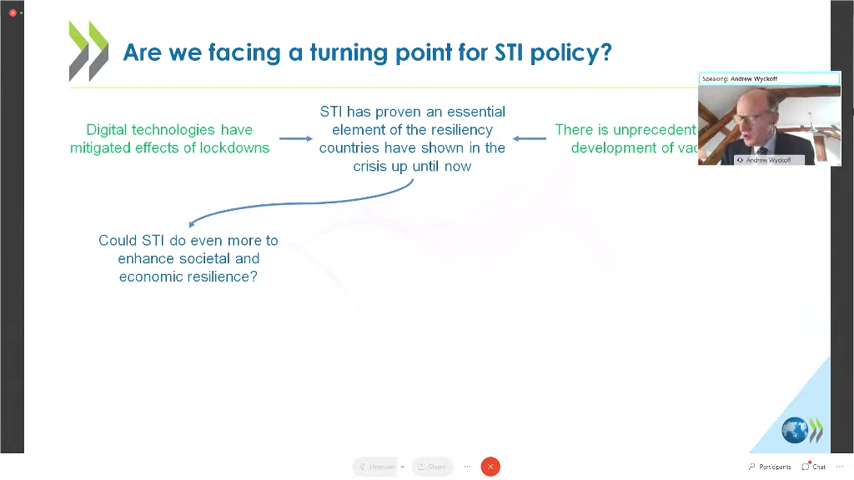 Are we facing a turning point for STI policy?
Speaking: Andrew Wyckoff
Andrew Wyckoff
Digital technologies have
mitigated effects of lockdowns
STI has proven an essential
element of the resiliency
countries have shown in the
crisis up until now
There is unprecedent
development of vac
Could STI do even more to
enhance societal and
economic resilience?
Unmute
Share
Participants
Chat